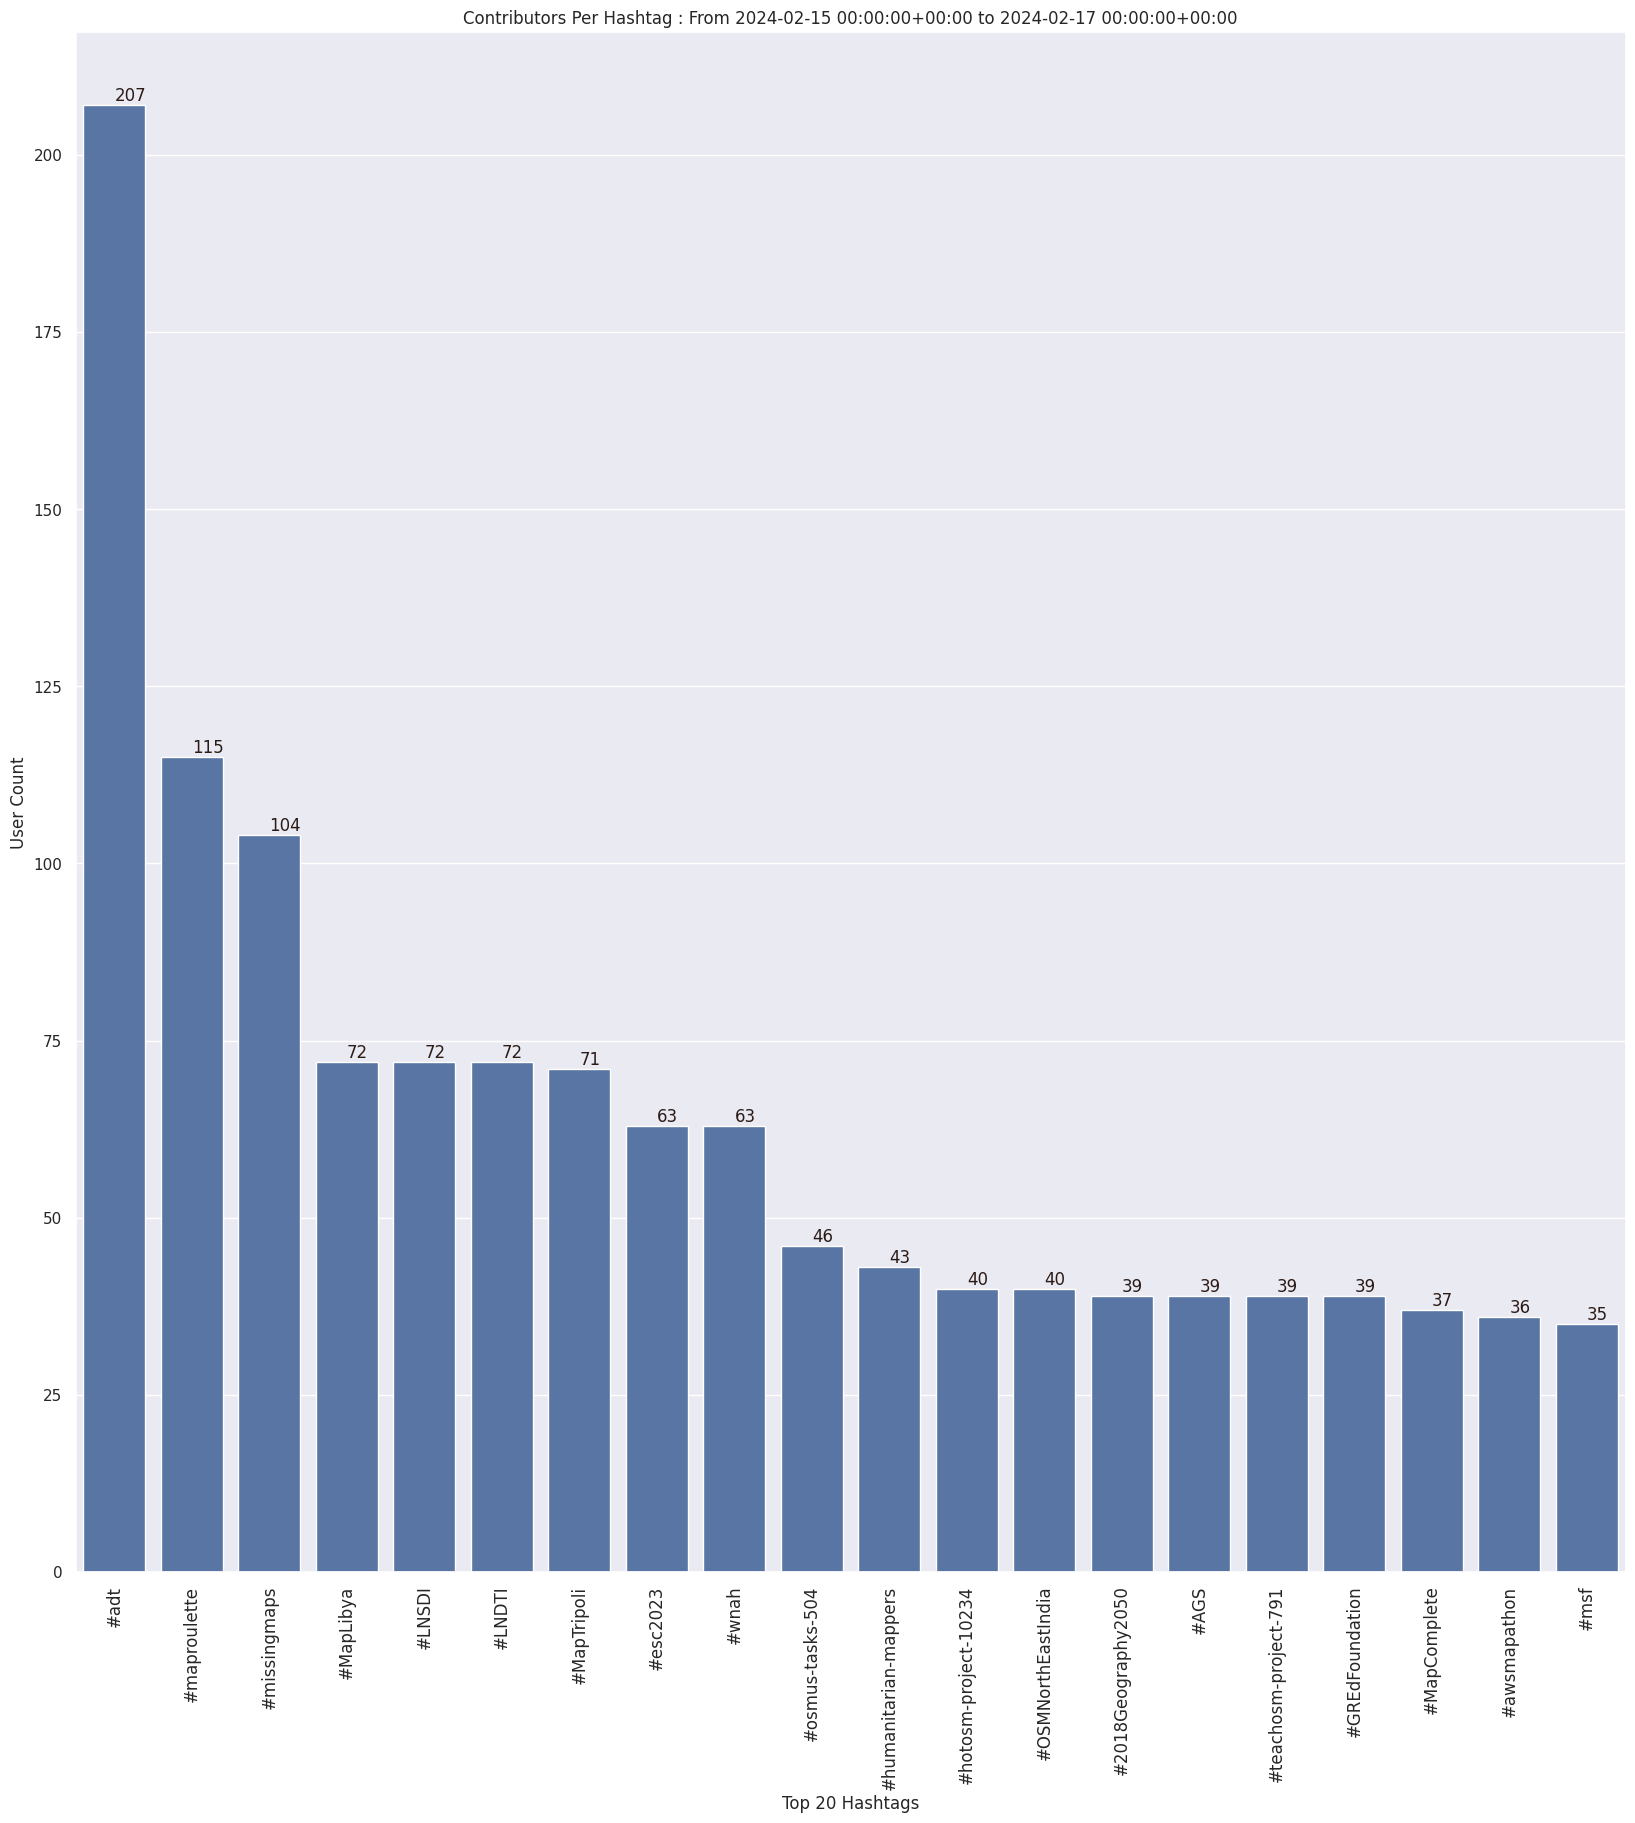 Contributors Per Hashtag : From 2024-02-15 00:00:00+00:00 to 2024-02-17 00:00:00+00:00
User Count
200
175
150
125
100
75
50
25
0
207
115
104
72
72
72
71
63
63
46
43
40
40
39
39
39
39
37
36
35
#adt
#maproulette
#missingmaps
#MapLibya
#LNSDI
#LNDTI
#MapTripoli
#esc2023
#wnah
#osmus-tasks-504
#humanitarian-mappers
#hotosm-project-10234
#OSMNorthEastIndia
#2018Geography2050
#AGS
#teachosm-project-791
#GREdFoundation
#MapComplete
#awsmapathon
#msf
Top 20 Hashtags